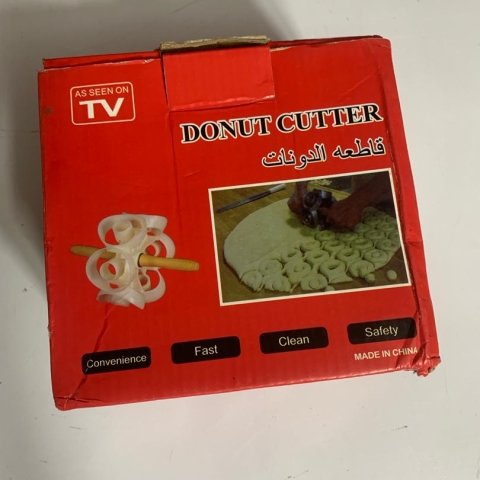 AS SEEN ON
TV
DONUT CUTTER
قاطعه الدونات
Convenience
Fast
Clean
Safety
MADE IN CHINA